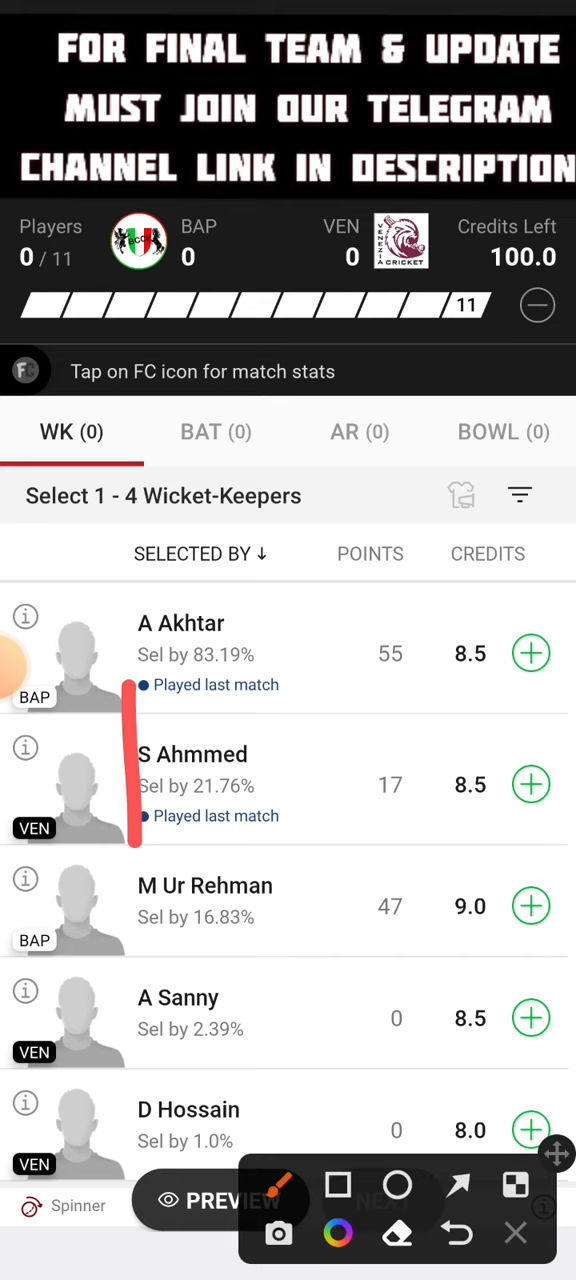 FOR FINAL TEAM & UPDATE
MUST JOIN OUR TELEGRAM
CHANNEL LINK IN DESCRIPTION
Players BAP VEN Credits Left
0 / 11 0 0 100.0
BCC
VENEZIA CRICKET
11
FC Tap on FC icon for match stats
WK (0) BAT (0) AR (0) BOWL (0)
Select 1 - 4 Wicket-Keepers
SELECTED BY ↓ POINTS CREDITS
A Akhtar
Sel by 83.19% 55 8.5
Played last match
BAP
S Ahmmed
Sel by 21.76% 17 8.5
Played last match
VEN
M Ur Rehman
Sel by 16.83% 47 9.0
BAP
A Sanny
Sel by 2.39% 0 8.5
VEN
D Hossain
Sel by 1.0% 0 8.0
VEN
Spinner PREVIEW NEXT